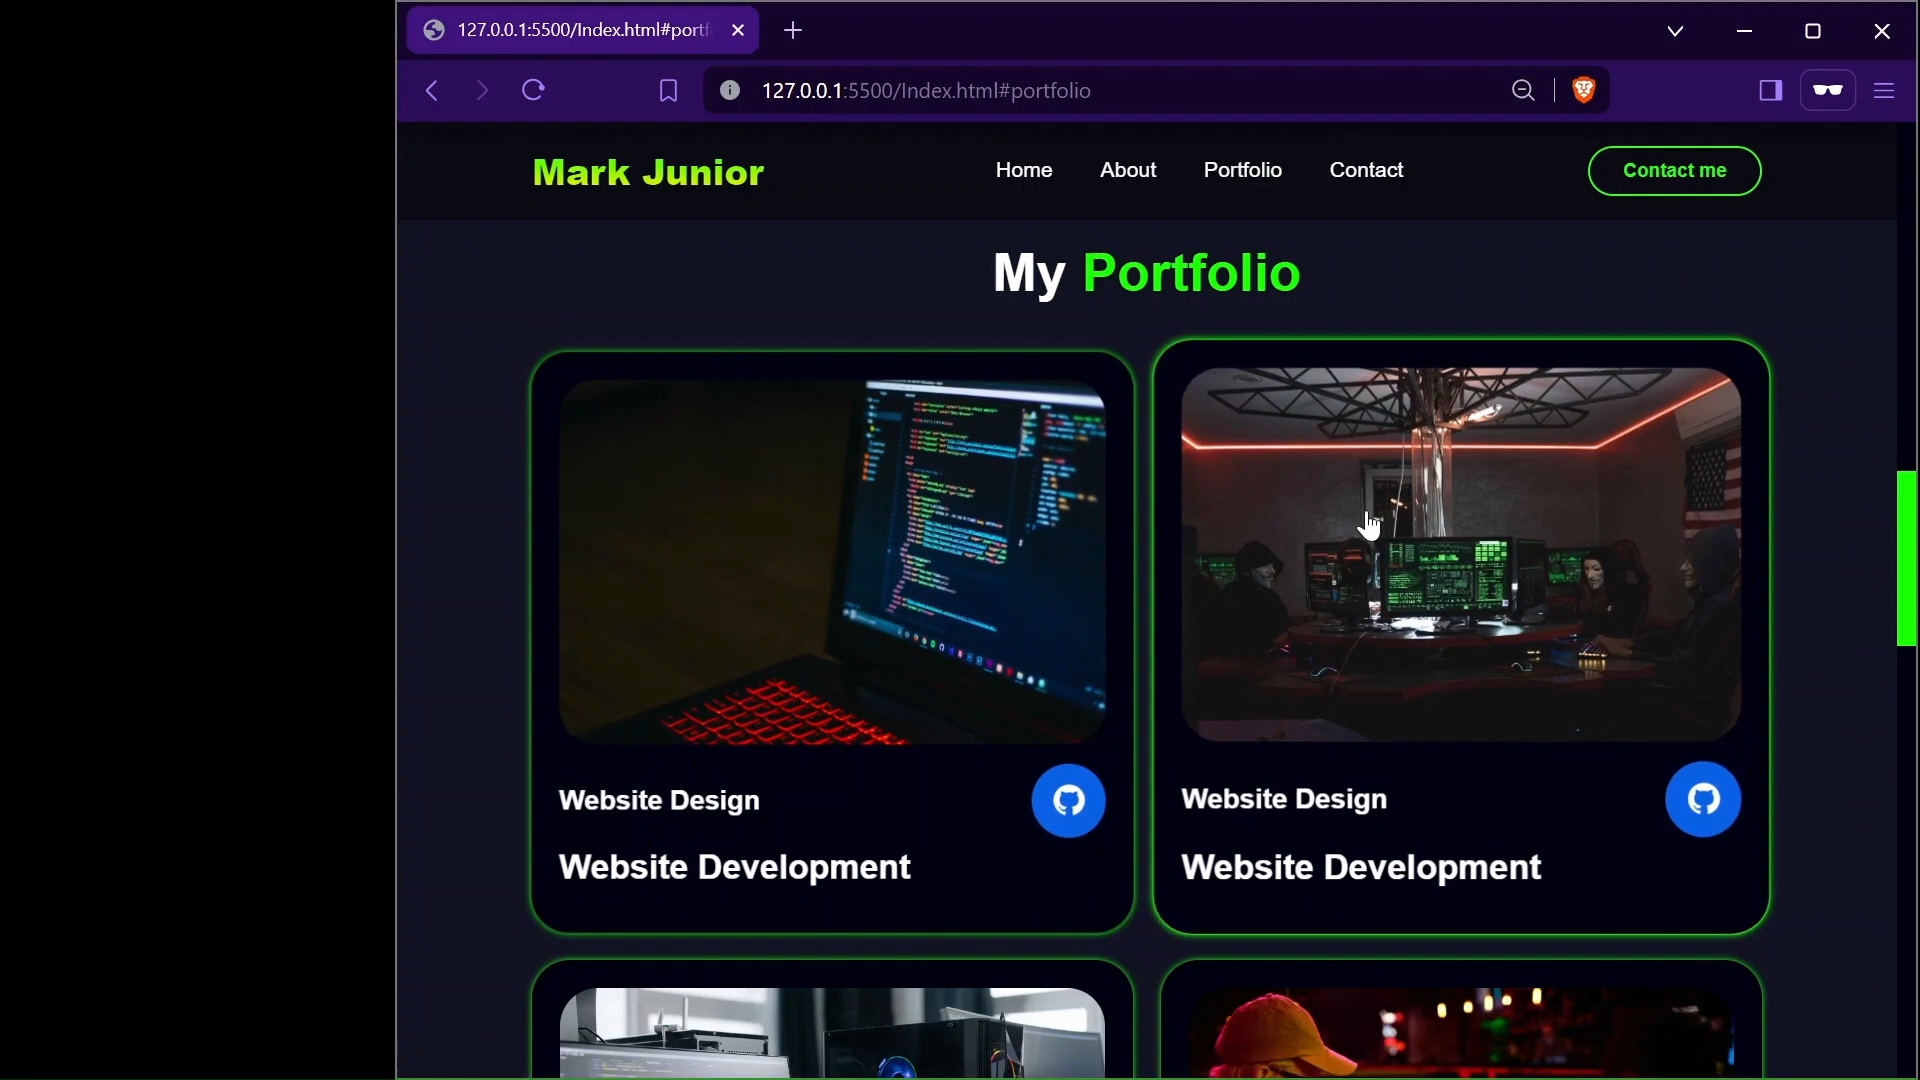 127.0.0.1:5500/Index.html#portf
127.0.0.1:5500/Index.html#portfolio
Mark Junior
Home
About
Portfolio
Contact
Contact me
My Portfolio
Website Design
Website Development
Website Design
Website Development